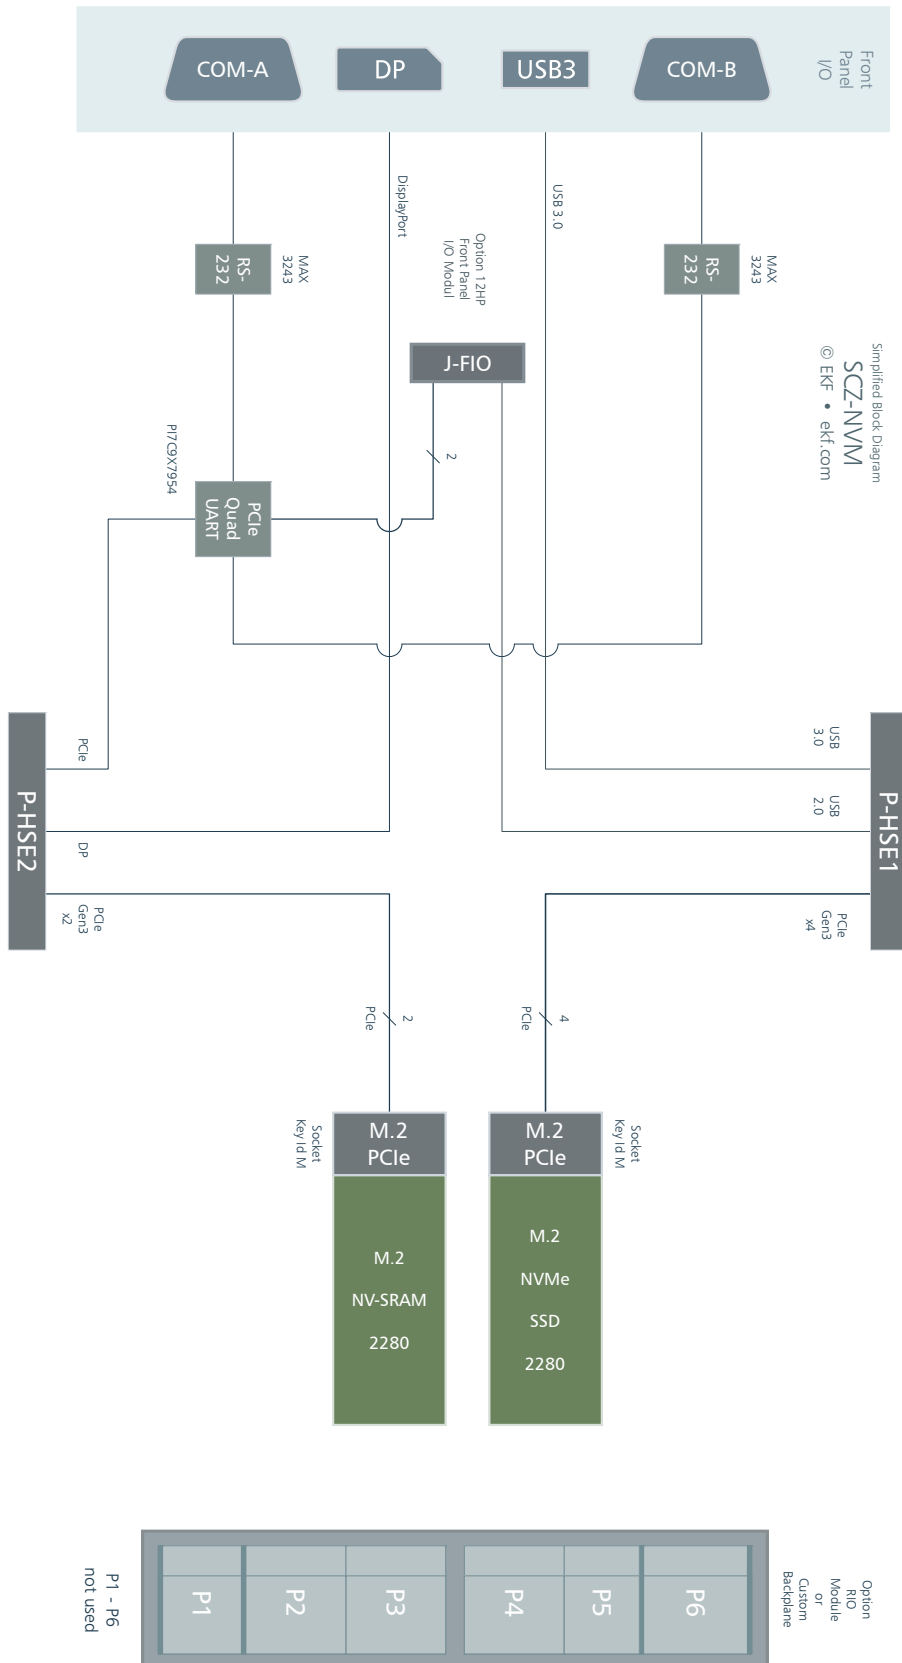 COM-A
DP
USB3
COM-B
Front
Panel
I/O
DisplayPort
USB 3.0
Option 12HP
Front Panel
I/O Modul
RS-
232
MAX
3243
RS-
232
MAX
3243
Simplified Block Diagram
SCZ-NVM
© EKF • ekf.com
J-FIO
2
PI7C9X7954
PCIe
Quad
UART
P-HSE2
PCIe
DP
PCIe
Gen3
x2
USB
3.0
USB
2.0
PCIe
Gen3
x4
P-HSE1
PCIe
2
PCIe
4
Socket
Key Id M
M.2
PCIe
M.2
PCIe
Socket
Key Id M
M.2
NV-SRAM
2280
M.2
NVMe
SSD
2280
P1 - P6
not used
P1
P2
P3
P4
P5
P6
Option
RIO
Module
or
Custom
Backplane